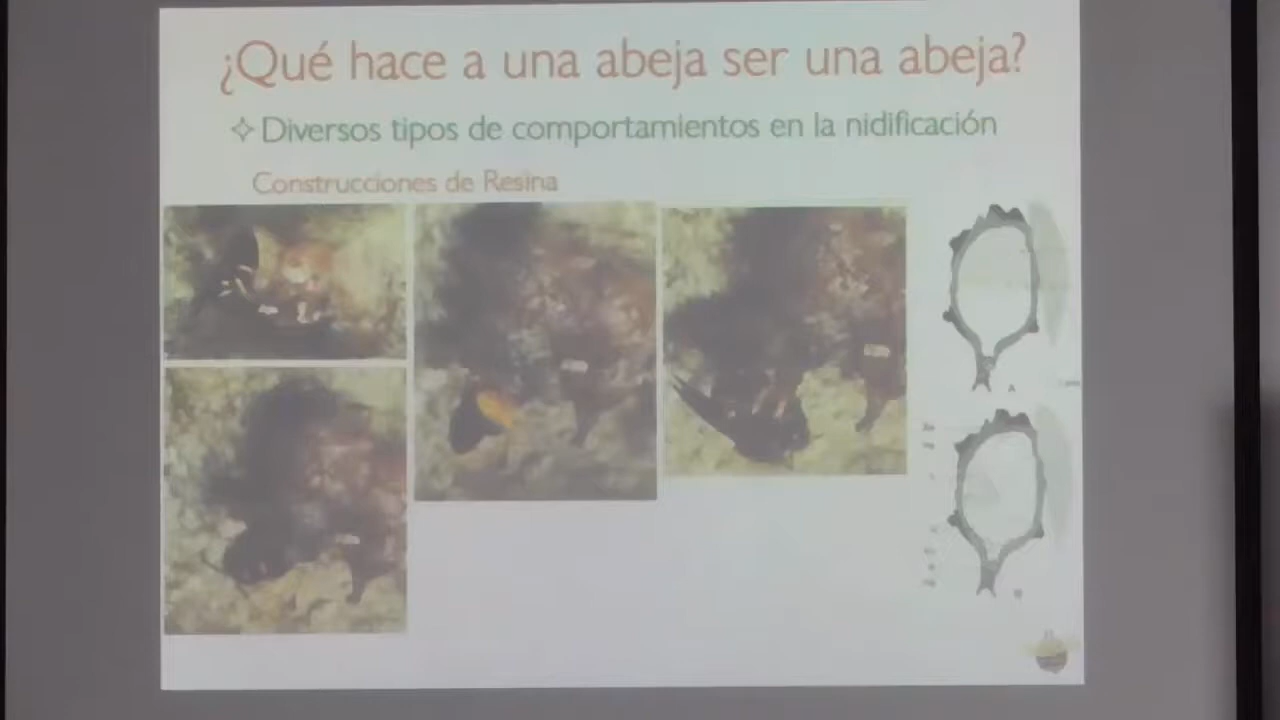 ¿Qué hace a una abeja ser una abeja?
Diversos tipos de comportamientos en la nidificación
Construcciones de Resina
A